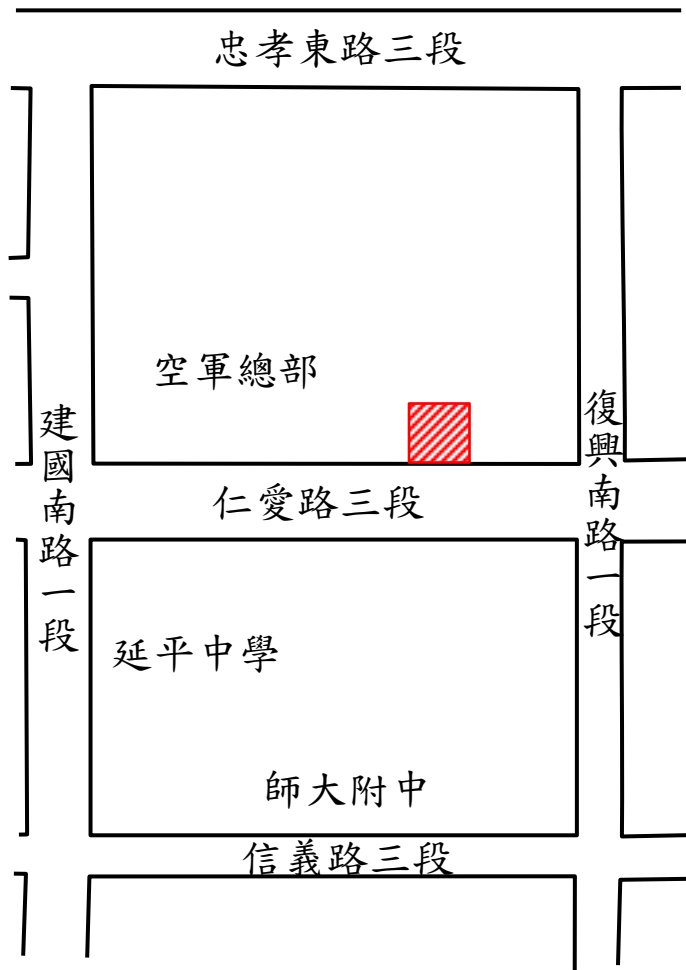 忠孝東路三段
空軍總部
建國南路一段
復興南路一段
仁愛路三段
延平中學
師大附中
信義路三段